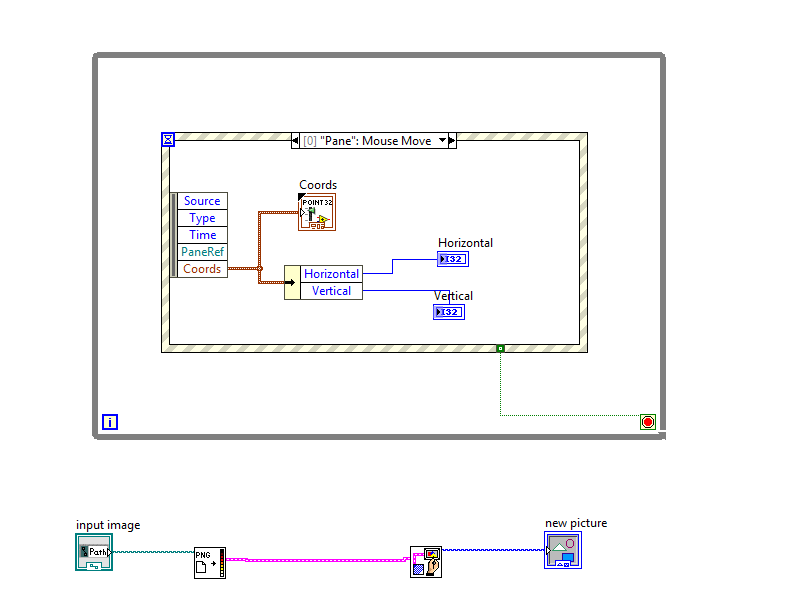 [0] "Pane": Mouse Move
Coords
POINT32
Source
Type
Time
PaneRef
Coords
Horizontal
I32
Horizontal
Vertical
Vertical
I32
i
input image
new picture
Path
PNG